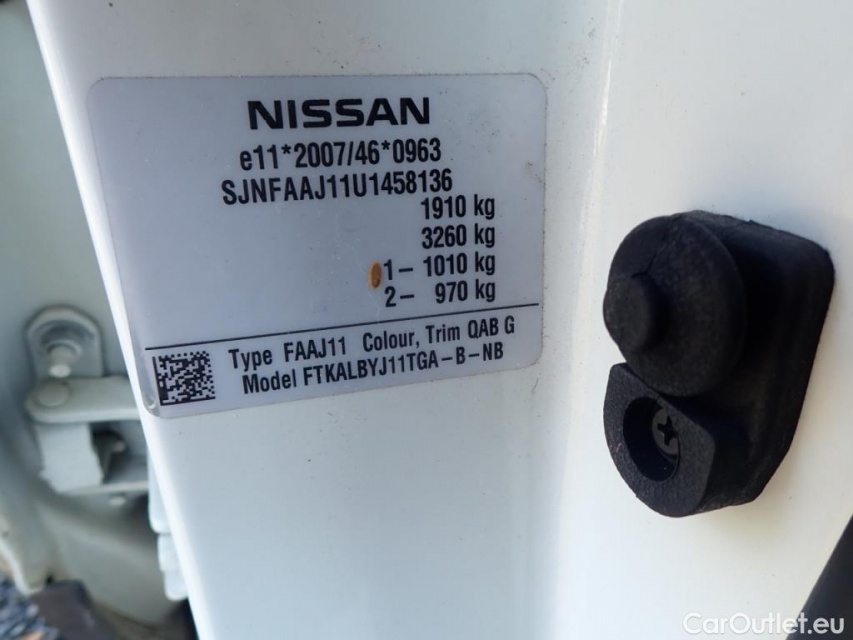 NISSAN
e11*2007/46*0963
SJNFAAJ11U1458136
1910 kg
3260 kg
1- 1010 kg
2- 970 kg
Type FAAJ11 Colour, Trim QAB G
Model FTKALBYJ11TGA-B-NB
CarOutlet.eu